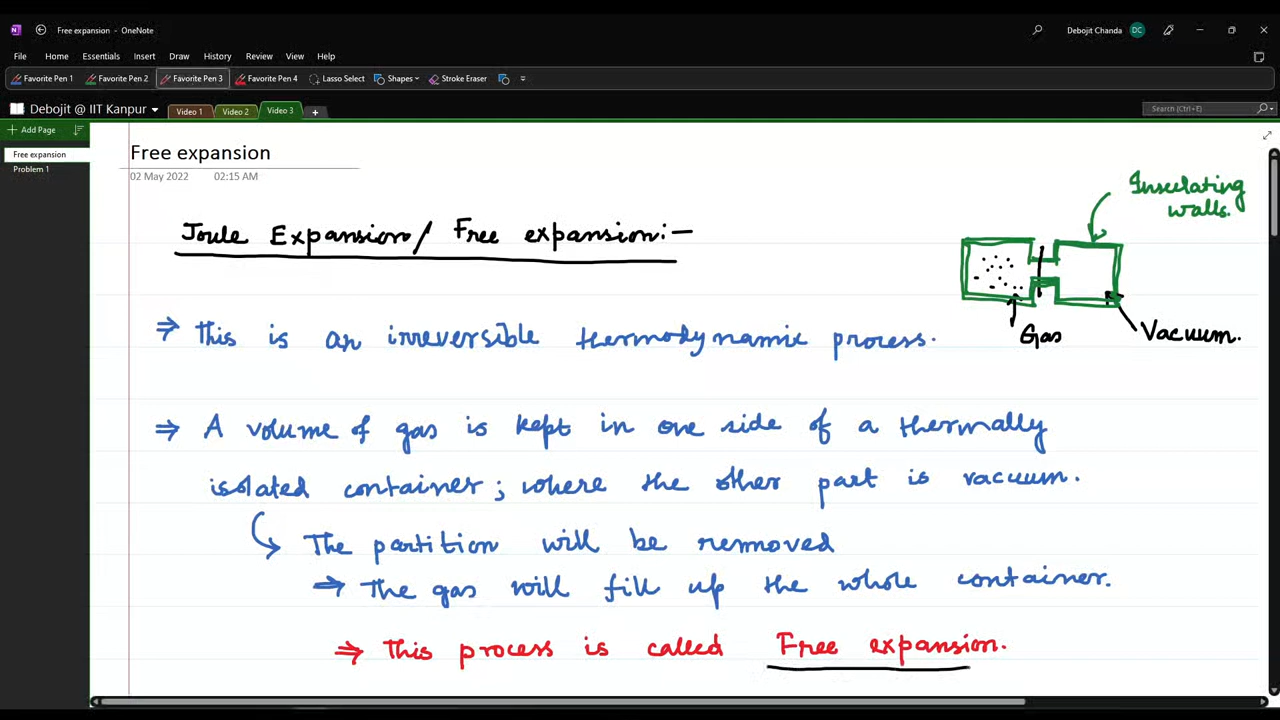 Free expansion - OneNote
Debojit Chanda DC
File Home Essentials Insert Draw History Review View Help
Favorite Pen 1 Favorite Pen 2 Favorite Pen 3 Favorite Pen 4 Lasso Select Shapes Stroke Eraser
Debojit @ IIT Kanpur Video 1 Video 2 Video 3 + Search (Ctrl+E)
+ Add Page
Free expansion
Problem 1
Free expansion
02 May 2022 02:15 AM
Insulating
walls.
Joule Expansion/ Free expansion:-
Gas
Vacuum.
⇒ This is an irreversible thermodynamic process.
⇒ A volume of gas is kept in one side of a thermally
isolated container; where the other part is vacuum.
The partition will be removed
⇒ The gas will fill up the whole container.
⇒ This process is called Free expansion.